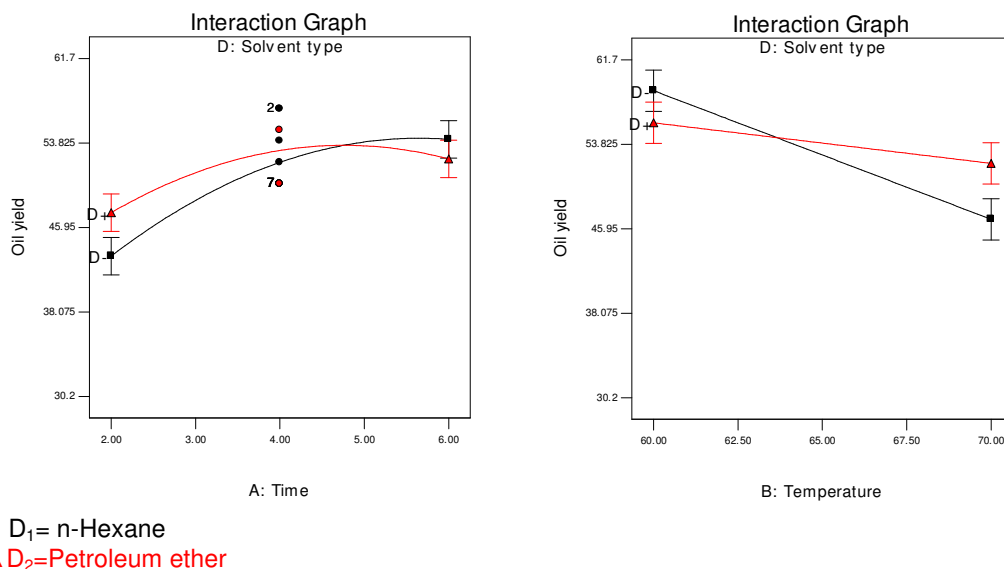 Interaction Graph
D: Solvent type
61.7
53.825
45.95
38.075
30.2
Oil yield
D+
D-
2
7
2.00 3.00 4.00 5.00 6.00
A: Time
Interaction Graph
D: Solvent type
61.7
53.825
45.95
38.075
30.2
Oil yield
D-
D+
60.00 62.50 65.00 67.50 70.00
B: Temperature
D₁= n-Hexane
D₂=Petroleum ether